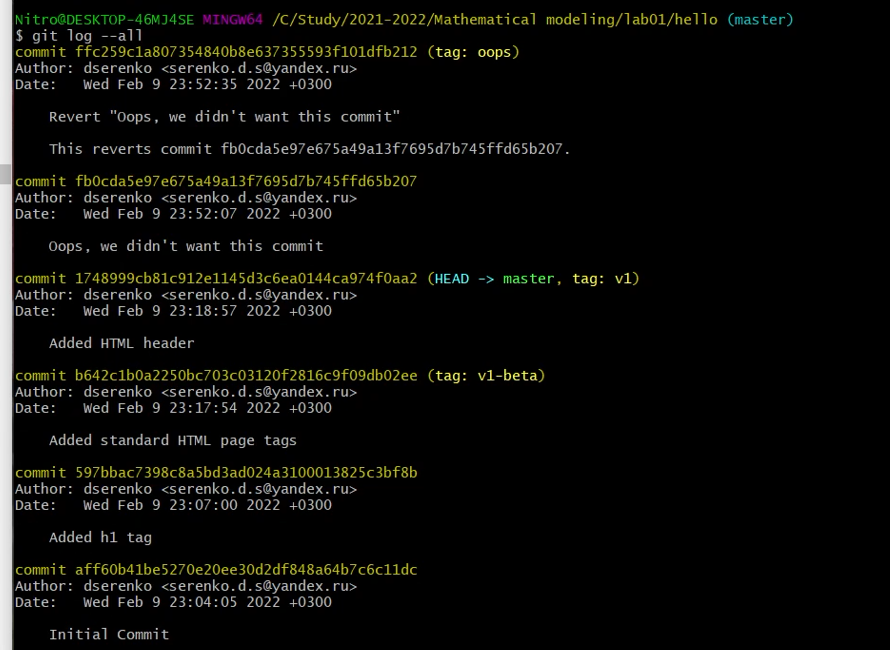 Nitro@DESKTOP-46MJ4SE MINGW64 /C/Study/2021-2022/Mathematical modeling/lab01/hello (master)
$ git log --all
commit ffc259c1a807354840b8e637355593f101dfb212 (tag: oops)
Author: dserenko <serenko.d.s@yandex.ru>
Date:   Wed Feb 9 23:52:35 2022 +0300
Revert "Oops, we didn't want this commit"
This reverts commit fb0cda5e97e675a49a13f7695d7b745ffd65b207.
commit fb0cda5e97e675a49a13f7695d7b745ffd65b207
Author: dserenko <serenko.d.s@yandex.ru>
Date:   Wed Feb 9 23:52:07 2022 +0300
Oops, we didn't want this commit
commit 1748999cb81c912e1145d3c6ea0144ca974f0aa2 (HEAD -> master, tag: v1)
Author: dserenko <serenko.d.s@yandex.ru>
Date:   Wed Feb 9 23:18:57 2022 +0300
Added HTML header
commit b642c1b0a2250bc703c03120f2816c9f09db02ee (tag: v1-beta)
Author: dserenko <serenko.d.s@yandex.ru>
Date:   Wed Feb 9 23:17:54 2022 +0300
Added standard HTML page tags
commit 597bbac7398c8a5bd3ad024a3100013825c3bf8b
Author: dserenko <serenko.d.s@yandex.ru>
Date:   Wed Feb 9 23:07:00 2022 +0300
Added h1 tag
commit aff60b41be5270e20ee30d2df848a64b7c6c11dc
Author: dserenko <serenko.d.s@yandex.ru>
Date:   Wed Feb 9 23:04:05 2022 +0300
Initial Commit